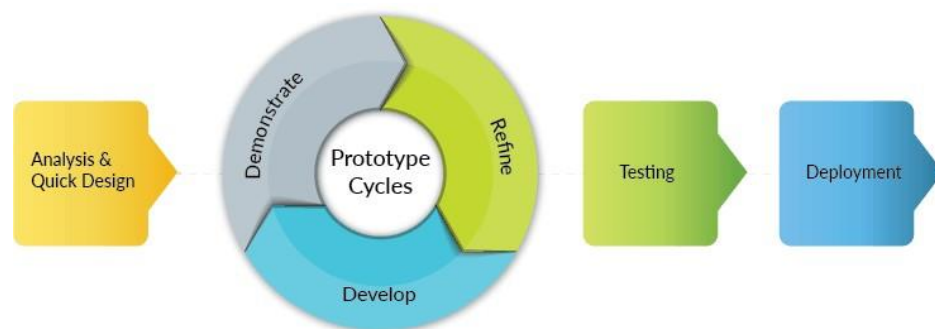 Analysis &
Quick Design
Demonstrate
Prototype
Cycles
Refine
Develop
Testing
Deployment